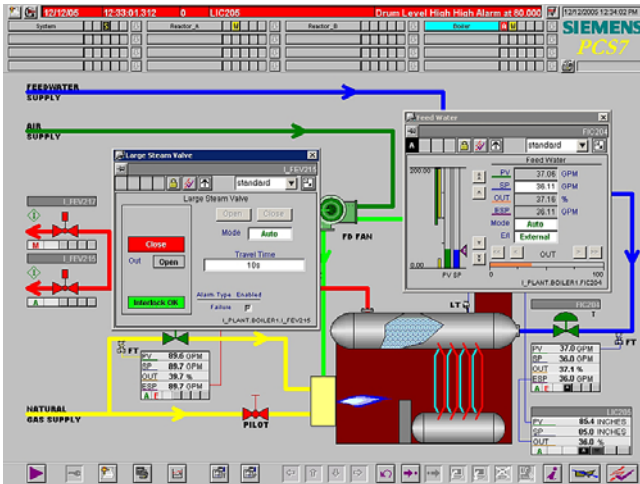 12/12/05 12:33:01.312 0 LIC205 Drum Level High High Alarm at 80.000
12/12/2005 12:34:02 PM
System Reactor_A Reactor_B Boiler
SIEMENS
PCS7
FEEDWATER
SUPPLY
AIR
SUPPLY
Large Steam Valve
I_FEV215
standard
Large Steam Valve
Open Close
Mode Auto
Close
Out Open
Travel Time
10s
Interlock OK
Alarm Type Enabled
Failure
I_PLANT.BOILER1.I_FEV215
Feed Water
FIC204
A
standard
Feed Water
200.00
PV 37.06 GPM
SP 36.11 GPM
OUT 37.16 %
ESP 36.11 GPM
Mode Auto
E/I External
OUT
0 100
PV SP
I_PLANT.BOILER1.FIC204
I_FEV217
M
I_FEV215
A
FD FAN
LT
FT
PV 89.6 GPM
SP 89.7 GPM
OUT 39.7 %
ESP 89.7 GPM
A E
NATURAL
GAS SUPPLY
PILOT
FIC204
T
FT
PV 37.0 GPM
SP 36.0 GPM
OUT 37.1 %
ESP 36.0 GPM
A E
LIC205
PV 85.4 INCHES
SP 85.0 INCHES
OUT 36.0 %
A